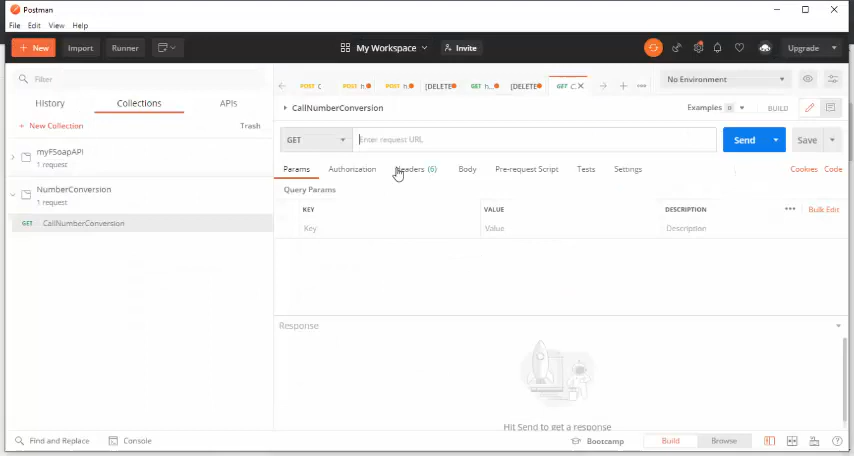 Postman
File Edit View Help
+ New Import Runner My Workspace Invite Upgrade
Filter
History Collections APIs
+ New Collection Trash
myFSoapAPI
1 request
NumberConversion
1 request
GET CallNumberConversion
POST C POST h. POST h. [DELETE GET h.. [DELETE GET C X
No Environment
CallNumberConversion Examples 0 BUILD
GET Enter request URL Send Save
Params Authorization Headers (6) Body Pre-request Script Tests Settings Cookies Code
Query Params
KEY VALUE DESCRIPTION ••• Bulk Edit
Key Value Description
Response
Hit Send to get a response
Find and Replace Console Bootcamp Build Browse